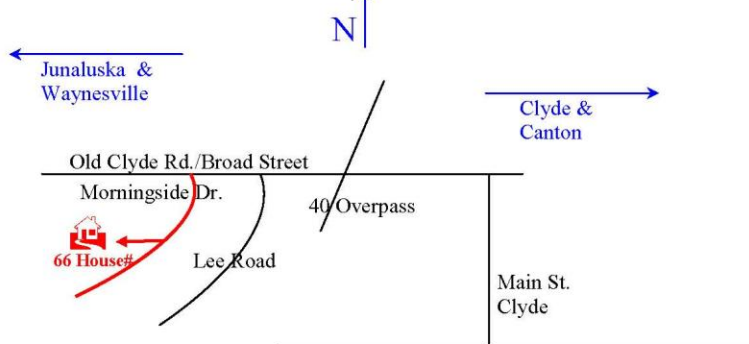 N
Junaluska &
Waynesville
Clyde &
Canton
Old Clyde Rd./Broad Street
Morningside Dr.
40 Overpass
66 House#
Lee Road
Main St.
Clyde